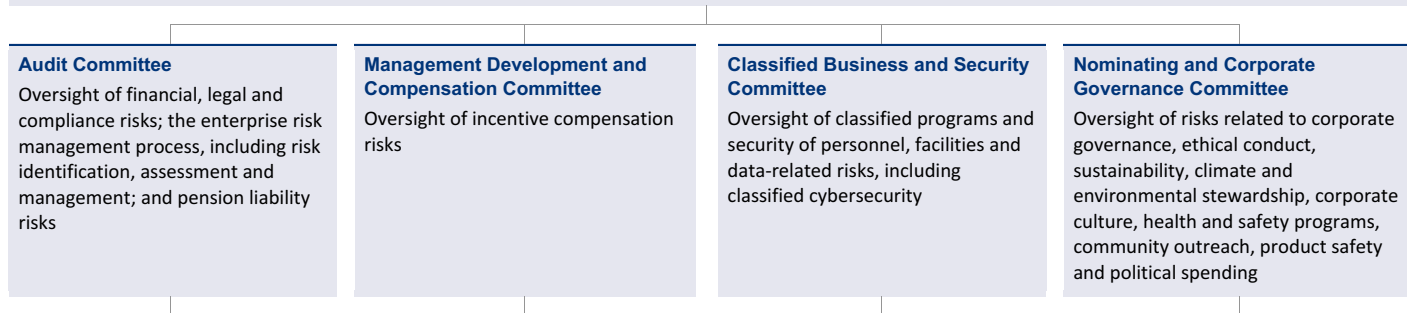 Audit Committee
Oversight of financial, legal and
compliance risks; the enterprise risk
management process, including risk
identification, assessment and
management; and pension liability
risks
Management Development and
Compensation Committee
Oversight of incentive compensation
risks
Classified Business and Security
Committee
Oversight of classified programs and
security of personnel, facilities and
data-related risks, including
classified cybersecurity
Nominating and Corporate
Governance Committee
Oversight of risks related to corporate
governance, ethical conduct,
sustainability, climate and
environmental stewardship, corporate
culture, health and safety programs,
community outreach, product safety
and political spending